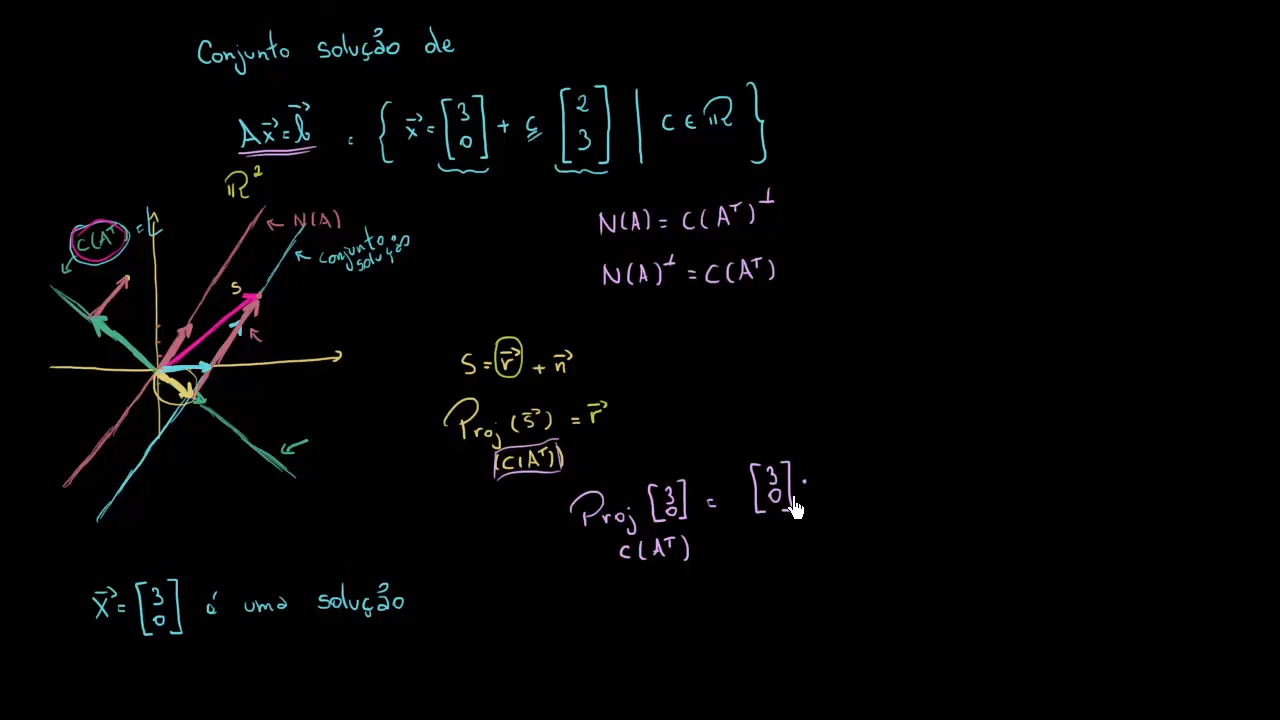 Conjunto solução de
Ax⃗ = b⃗ = { x⃗ = [3 0] + c [2 3] | c ∈ ℝ }
ℝ²
N(A)
C(Aᵀ)
conjunto solução
S
N(A) = C(Aᵀ)^⊥
N(A)^⊥ = C(Aᵀ)
S = r⃗ + n⃗
Proj (s⃗) = r⃗
(C(Aᵀ))
Proj [3 0] = [3 0] ·
C(Aᵀ)
x⃗ = [3 0] é uma solução